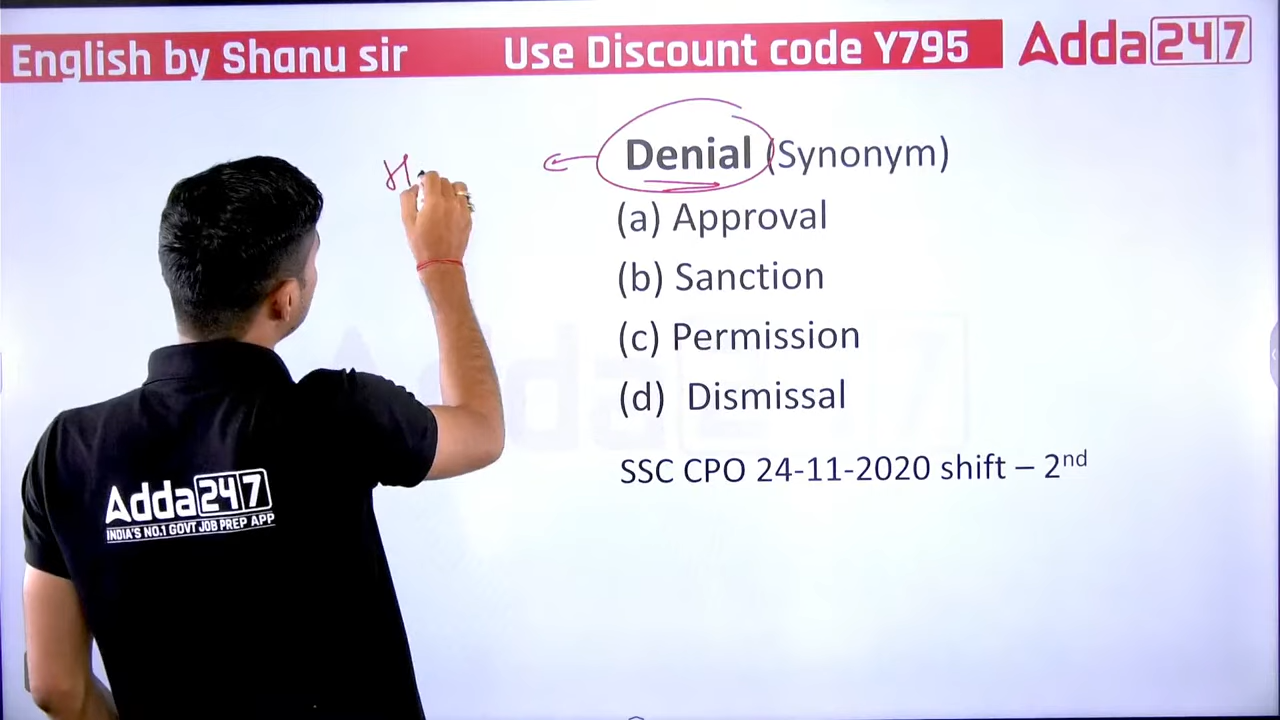 English by Shanu sir
Use Discount code Y795
Adda247
Denial (Synonym)
(a) Approval
(b) Sanction
(c) Permission
(d) Dismissal
SSC CPO 24-11-2020 shift – 2nd
Adda247
INDIA'S NO.1 GOVT JOB PREP APP